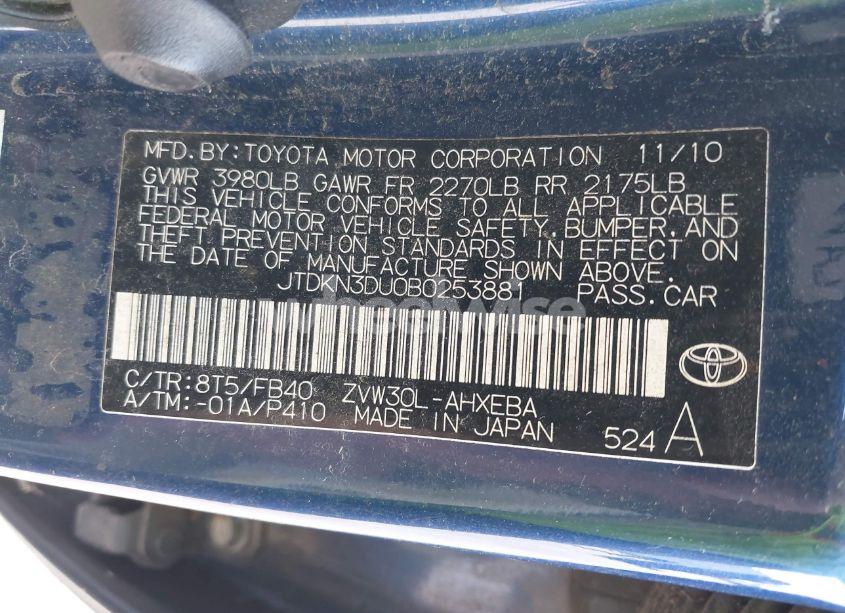 MFD.BY:TOYOTA MOTOR CORPORATION 11/10
GVWR 3980LB GAWR FR 2270LB RR 2175LB
THIS VEHICLE CONFORMS TO ALL APPLICABLE
FEDERAL MOTOR VEHICLE SAFETY,BUMPER,AND
THEFT PREVENTION STANDARDS IN EFFECT ON
THE DATE OF MANUFACTURE SHOWN ABOVE.
JTDKN3DU0B0253881 PASS.CAR
wheelwise
C/TR:8T5/FB40 ZVW30L-AHXEBA
A/TM:-01A/P410 MADE IN JAPAN 524 A